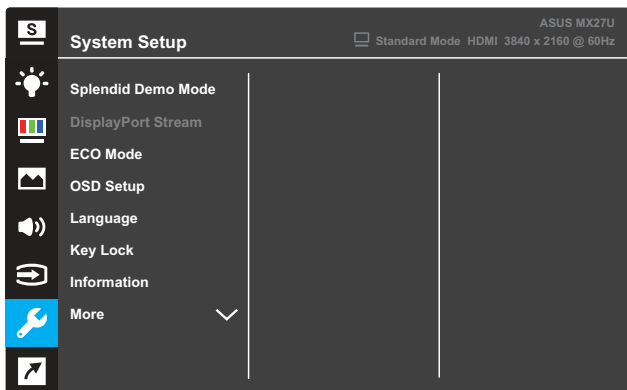 S
ASUS MX27U
System Setup
Standard Mode HDMI 3840 x 2160 @ 60Hz
Splendid Demo Mode
DisplayPort Stream
ECO Mode
OSD Setup
Language
Key Lock
Information
More